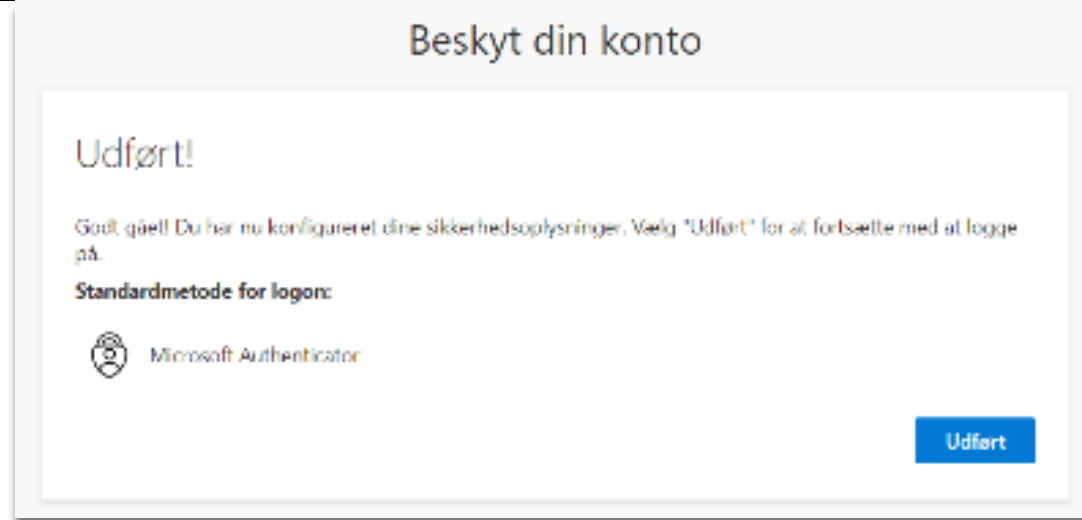 Beskyt din konto
Udført!
Godt gået! Du har nu konfigureret dine sikkerhedsoplysninger. Vælg "Udført" for at fortsætte med at logge
på.
Standardmetode for logon:
Microsoft Authenticator
Udført